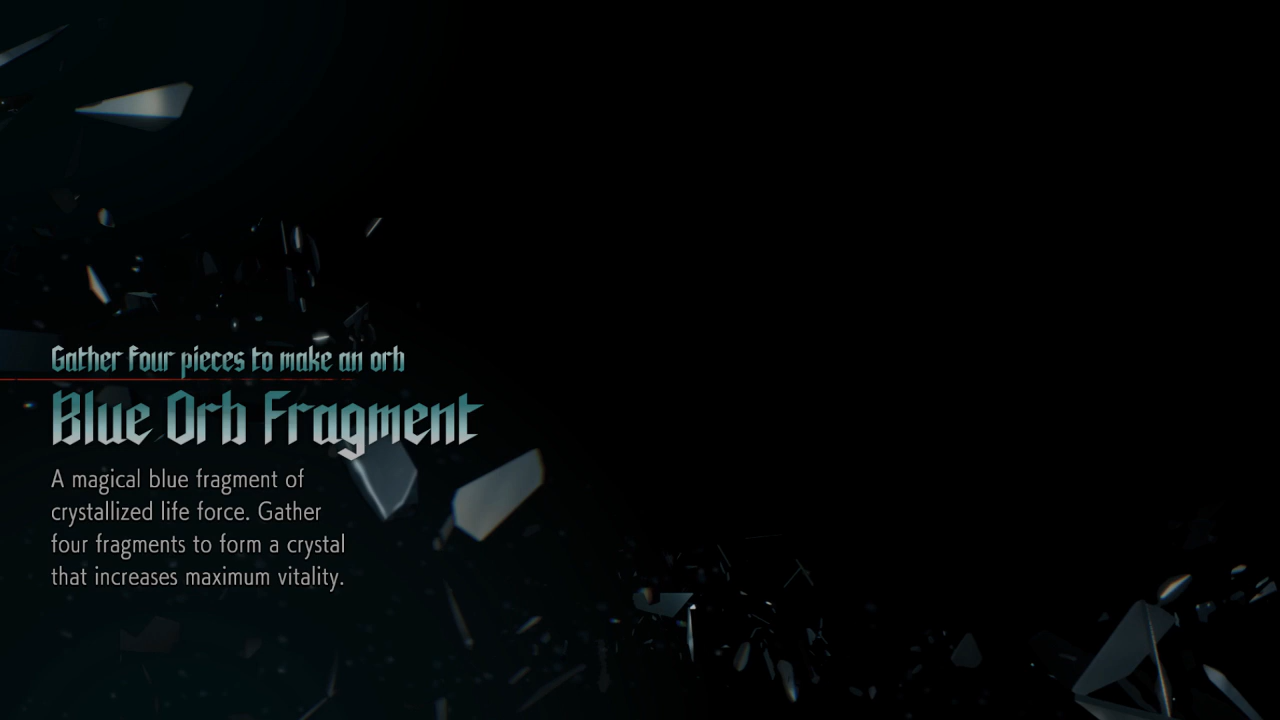 Gather four pieces to make an orb
Blue Orb Fragment
A magical blue fragment of
crystallized life force. Gather
four fragments to form a crystal
that increases maximum vitality.